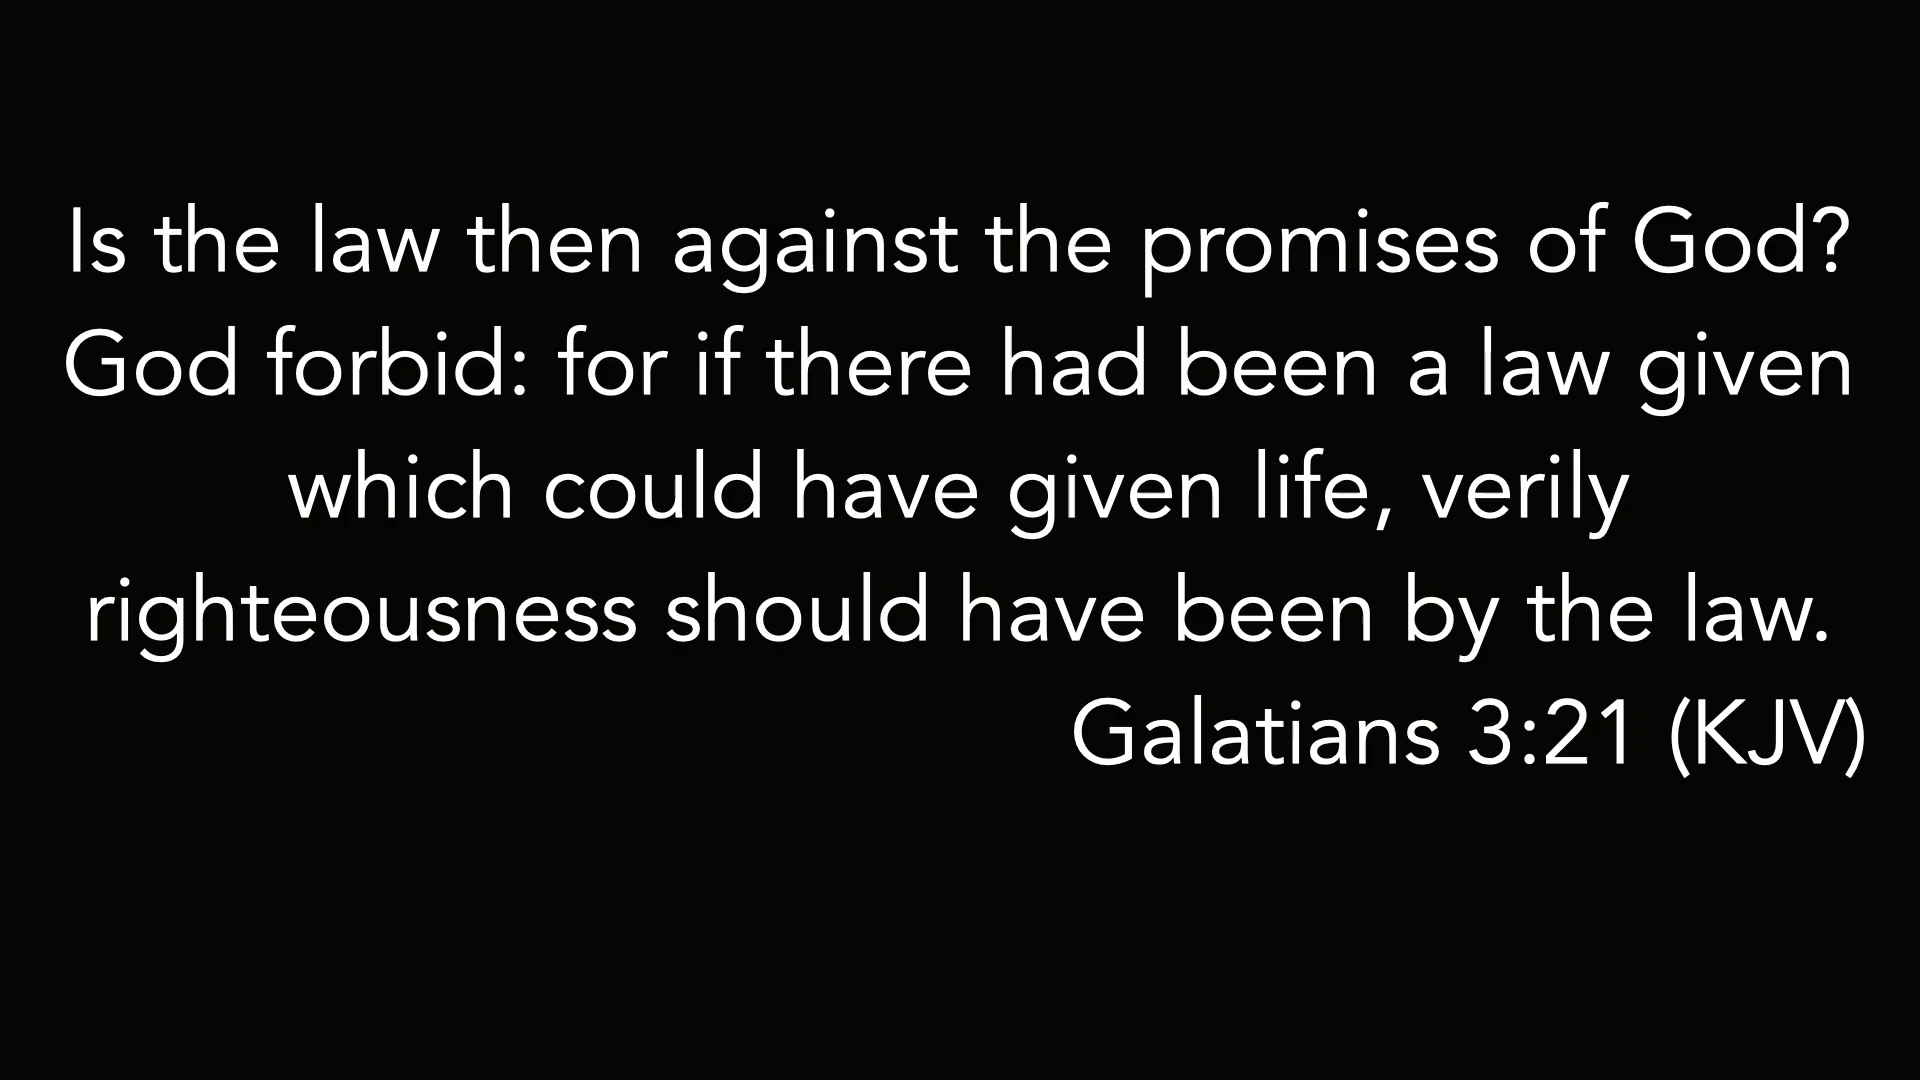 Is the law then against the promises of God?
God forbid: for if there had been a law given
which could have given life, verily
righteousness should have been by the law.
Galatians 3:21 (KJV)